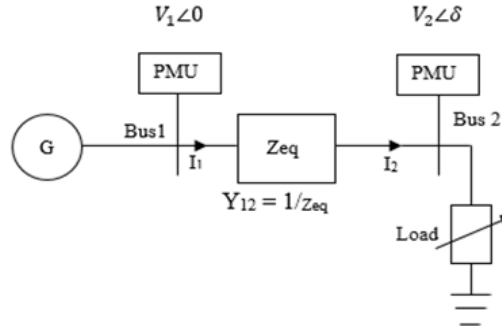 V₁∠0
V₂∠δ
PMU
PMU
Bus1
Bus 2
G
I₁
Zeq
I₂
Y₁₂ = 1/Zeq
Load